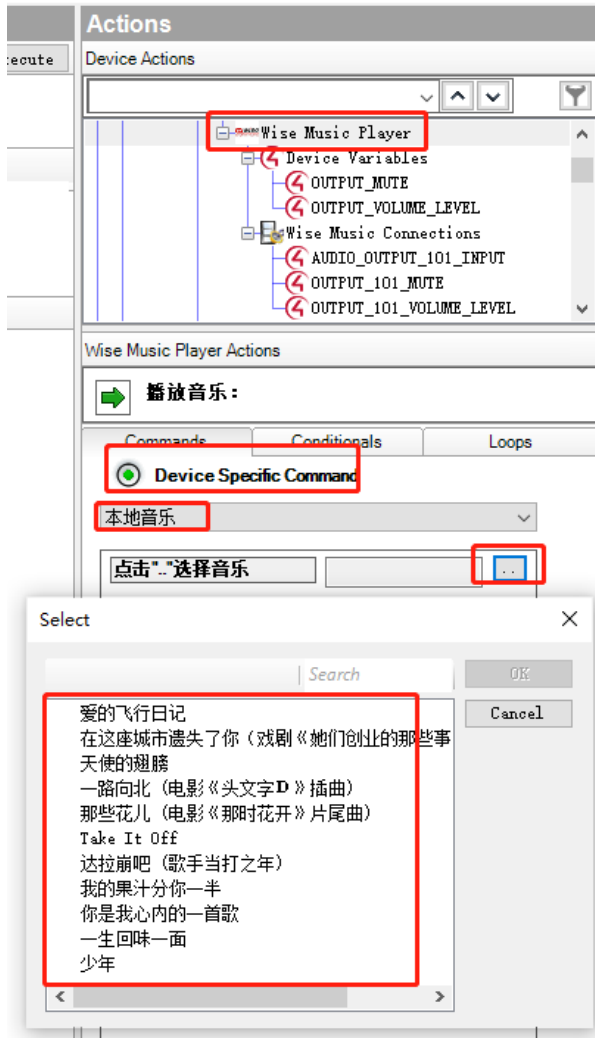 Actions
ecute
Device Actions
Wise Music Player
Device Variables
OUTPUT_MUTE
OUTPUT_VOLUME_LEVEL
Wise Music Connections
AUDIO_OUTPUT_101_INPUT
OUTPUT_101_MUTE
OUTPUT_101_VOLUME_LEVEL
Wise Music Player Actions
播放音乐：
Commands Conditionals Loops
Device Specific Command
本地音乐
点击".."选择音乐 ..
Select
Search OK
Cancel
爱的飞行日记
在这座城市遗失了你（戏剧《她们创业的那些事
天使的翅膀
一路向北（电影《头文字D》插曲）
那些花儿（电影《那时花开》片尾曲）
Take It Off
达拉崩吧（歌手当打之年）
我的果汁分你一半
你是我心内的一首歌
一生回味一面
少年